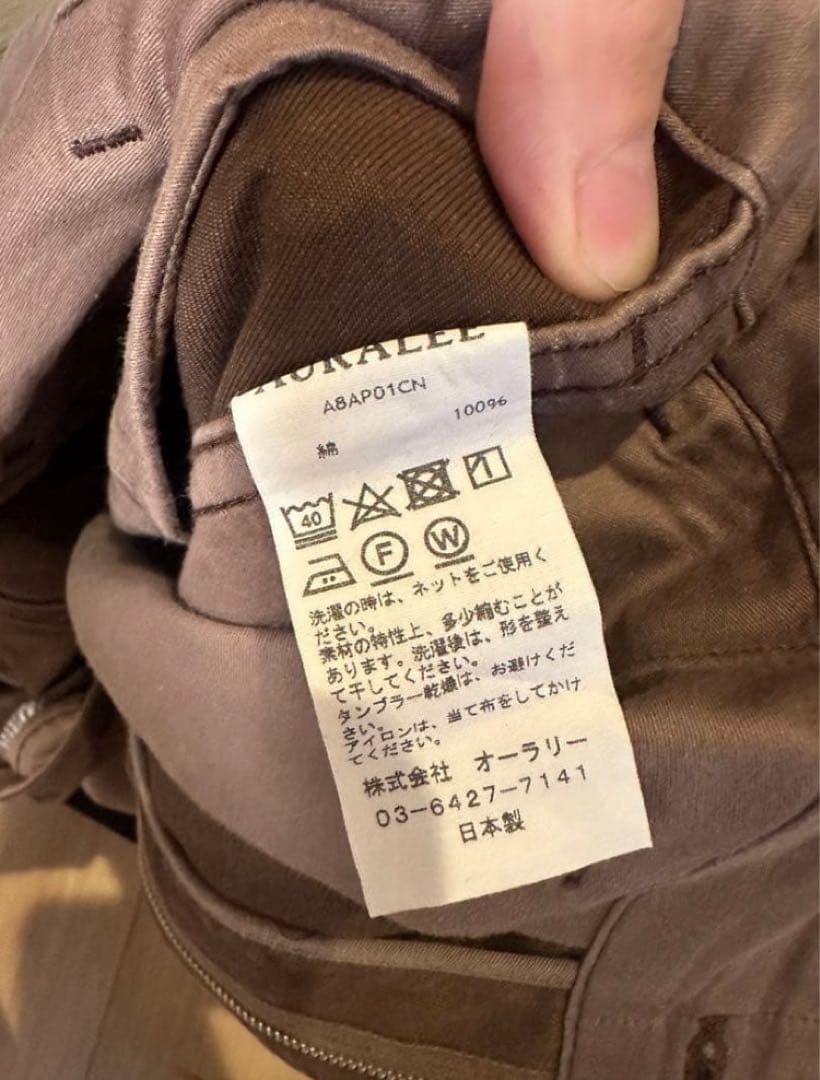 AURALEE
A8AP01CN
綿 100%
40
F W
洗濯の時は、ネットをご使用く
ださい。
素材の特性上、多少縮むことが
あります。洗濯後は、形を整え
て干してください。
タンブラー乾燥は、お避けくだ
さい。
アイロンは、当て布をしてかけ
てください。
株式会社 オーラリー
03-6427-7141
日本製